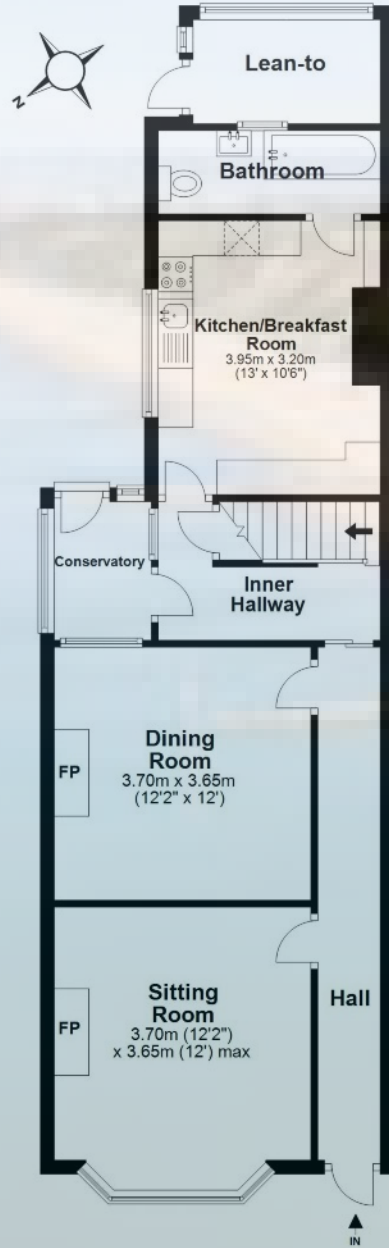 N
Lean-to
Bathroom
Kitchen/Breakfast
Room
3.95m x 3.20m
(13' x 10'6")
Conservatory
Inner
Hallway
Dining
Room
3.70m x 3.65m
(12'2" x 12')
FP
Sitting
Room
3.70m (12'2")
x 3.65m (12') max
FP
Hall
IN